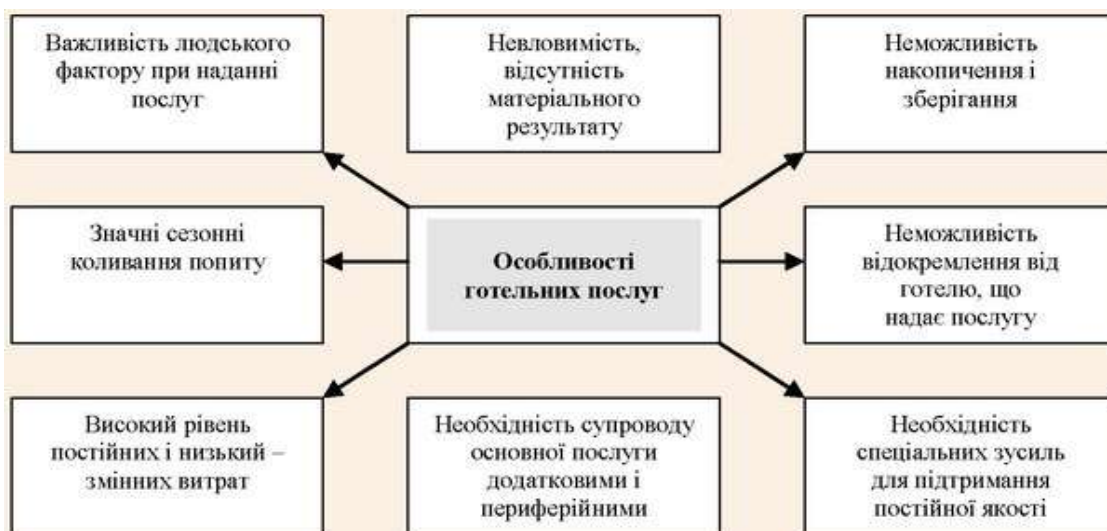 Важливість людського
фактору при наданні
послуг
Невловимість,
відсутність
матеріального
результату
Неможливість
накопичення і
зберігання
Значні сезонні
коливання попиту
Особливості
готельних послуг
Неможливість
відокремлення від
готелю, що
надає послугу
Високий рівень
постійних і низький –
змінних витрат
Необхідність супроводу
основної послуги
додатковими і
периферійними
Необхідність
спеціальних зусиль
для підтримання
постійної якості